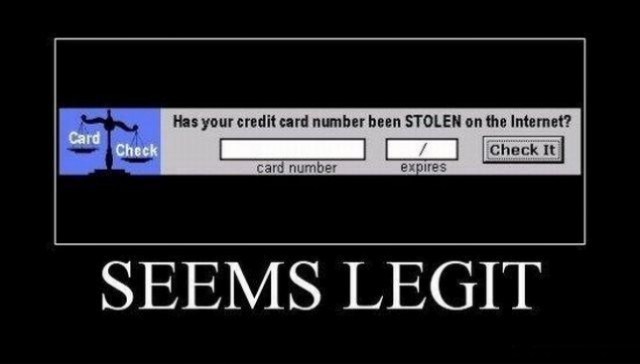 Card
Check
Has your credit card number been STOLEN on the Internet?
/
Check It
card number
expires
SEEMS LEGIT